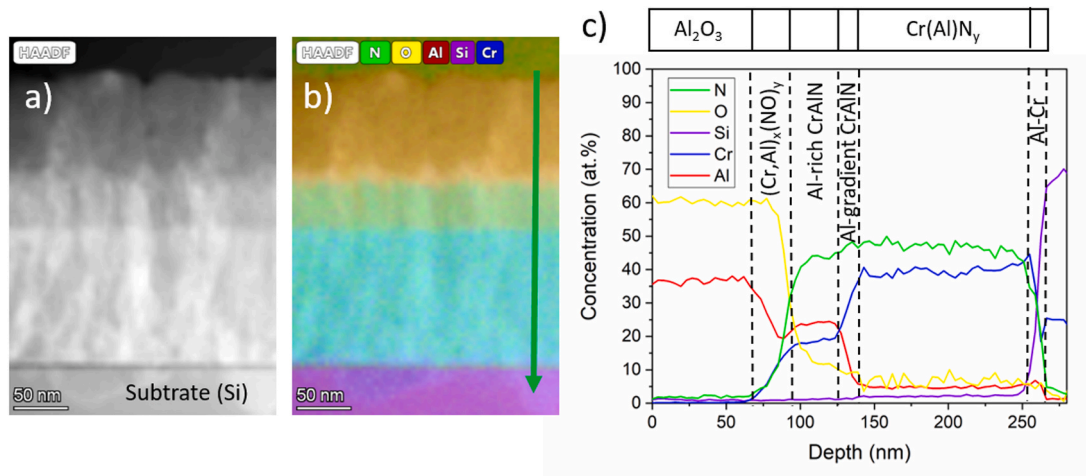 HAADF
a)
50 nm
Subtrate (Si)
HAADF N O Al Si Cr
b)
50 nm
c)
Al₂O₃
Cr(Al)Nᵧ
(Cr,Al)ₓ(NO)ᵧ
Al-rich CrAlN
Al-gradient CrAlN
Al-Cr
N
O
Si
Cr
Al
Concentration (at.%)
100
90
80
70
60
50
40
30
20
10
0
0 50 100 150 200 250
Depth (nm)